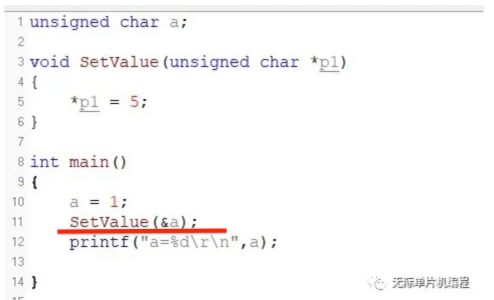 1 unsigned char a;
2
3 void SetValue(unsigned char *p1)
4 {
5     *p1 = 5;
6 }
7
8 int main()
9 {
10     a = 1;
11     SetValue(&a);
12     printf("a=%d\r\n",a);
13
14 }
无际单片机编程